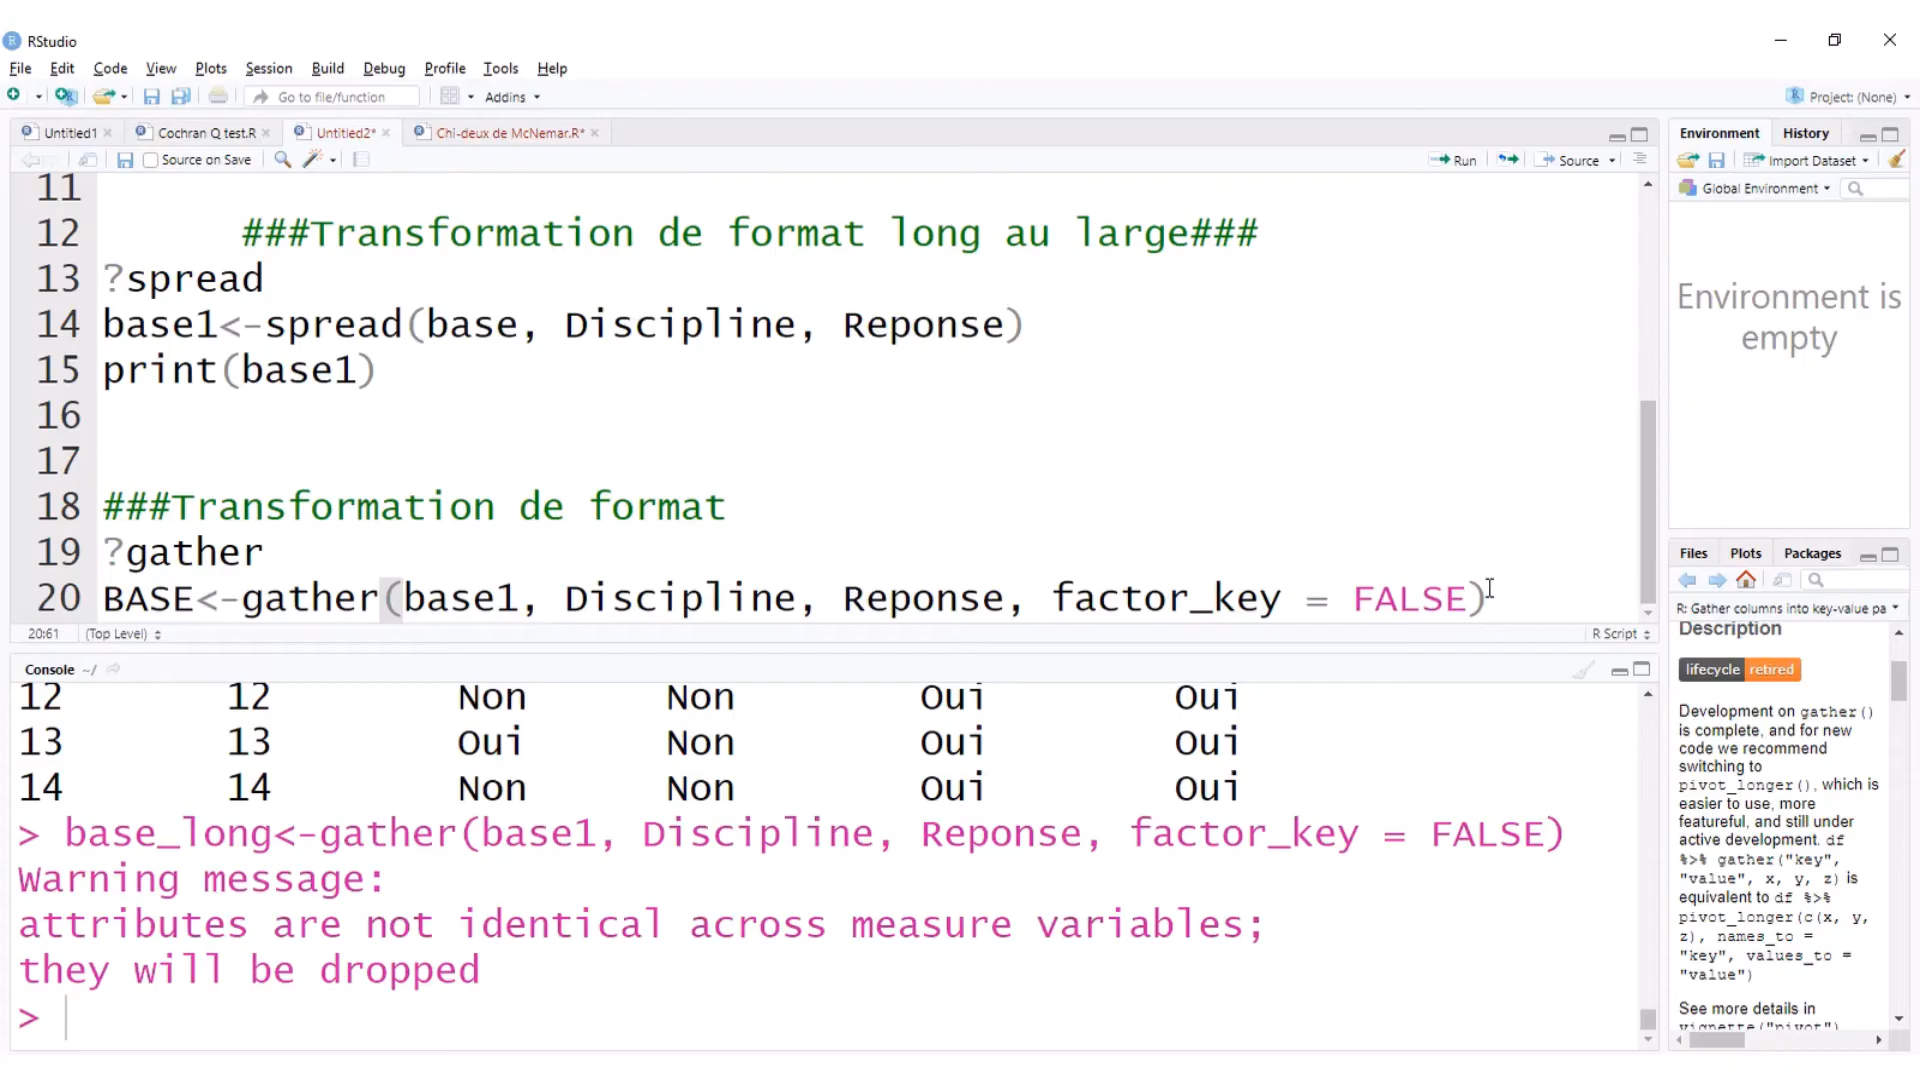 RStudio
File Edit Code View Plots Session Build Debug Profile Tools Help
Go to file/function Addins Project: (None)
Untitled1 Cochran Q test.R Untitled2* Chi-deux de McNemar.R*
Source on Save Run Source
11
12 ###Transformation de format long au large###
13 ?spread
14 base1<-spread(base, Discipline, Reponse)
15 print(base1)
16
17
18 ###Transformation de format
19 ?gather
20 BASE<-gather(base1, Discipline, Reponse, factor_key = FALSE)
20:61 (Top Level) R Script
Console ~/
12 12 Non Non Oui Oui
13 13 Oui Non Oui Oui
14 14 Non Non Oui Oui
> base_long<-gather(base1, Discipline, Reponse, factor_key = FALSE)
Warning message:
attributes are not identical across measure variables;
they will be dropped
>
Environment History
Import Dataset
Global Environment
Environment is
empty
Files Plots Packages
R: Gather columns into key-value pa
Description
lifecycle retired
Development on gather()
is complete, and for new
code we recommend
switching to
pivot_longer(), which is
easier to use, more
featureful, and still under
active development. df
%>% gather("key",
"value", x, y, z) is
equivalent to df %>%
pivot_longer(c(x, y,
z), names_to =
"key", values_to =
"value")
See more details in
vignette("pivot")